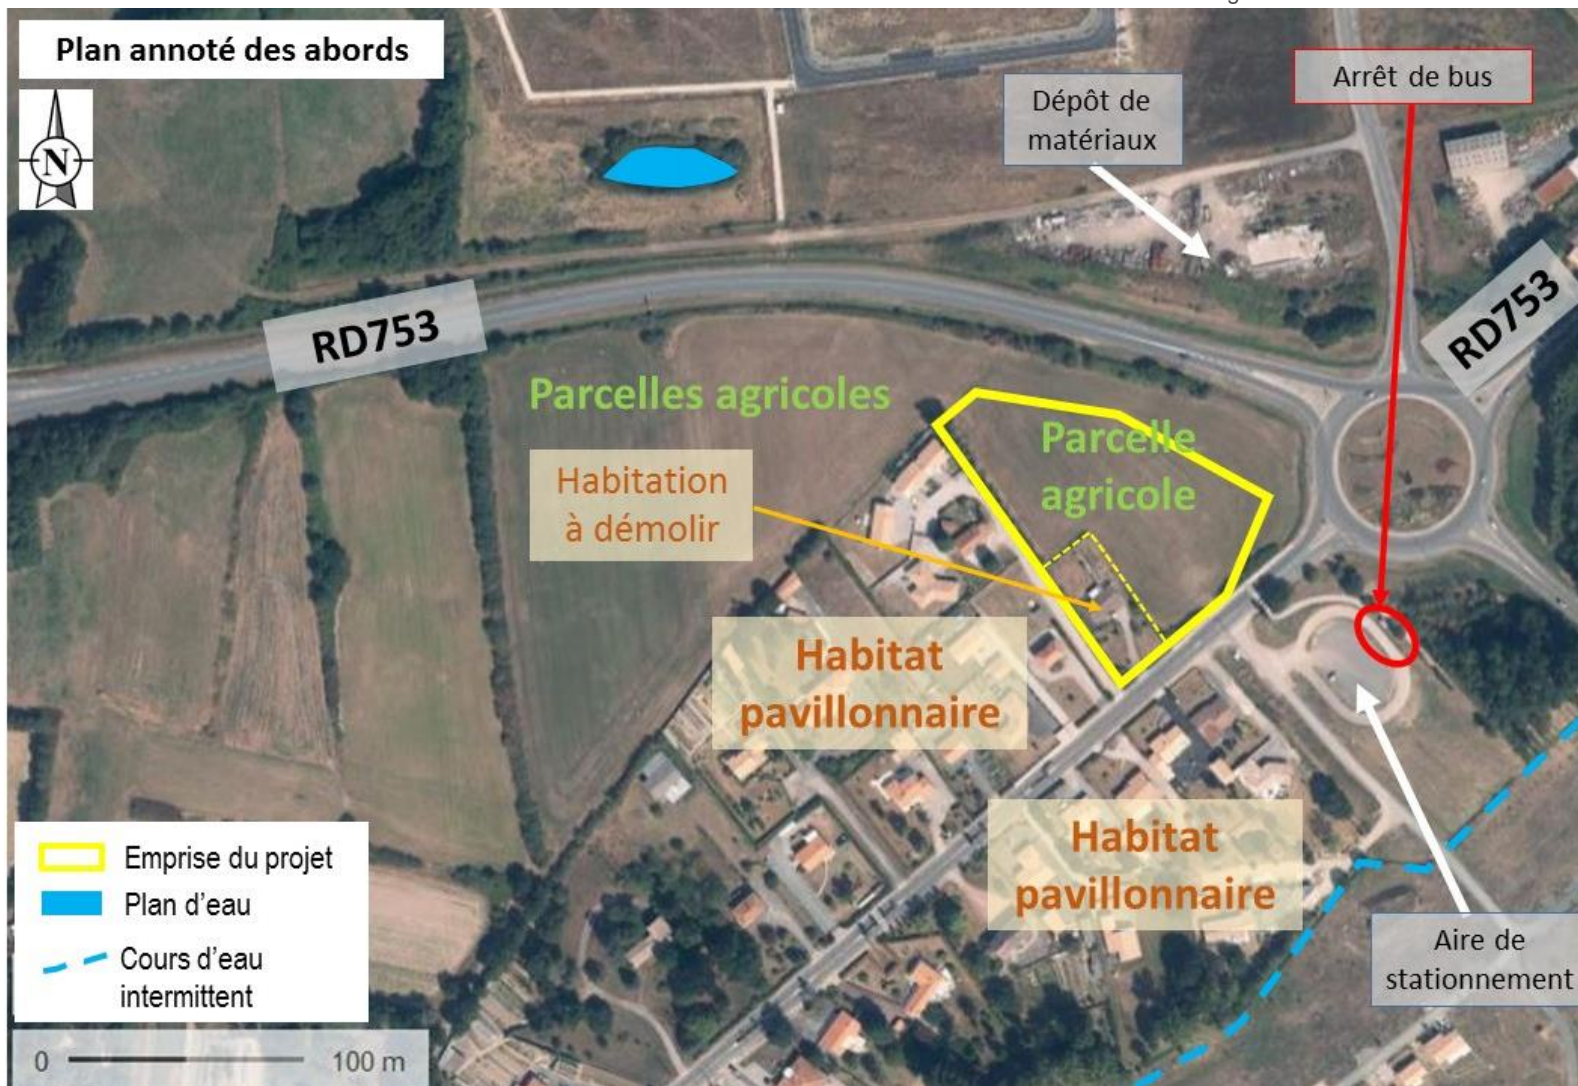 Plan annoté des abords
N
Dépôt de
matériaux
Arrêt de bus
RD753
RD753
Parcelles agricoles
Parcelle
agricole
Habitation
à démolir
Habitat
pavillonnaire
Habitat
pavillonnaire
Emprise du projet
Plan d'eau
Cours d'eau
intermittent
Aire de
stationnement
0 100 m